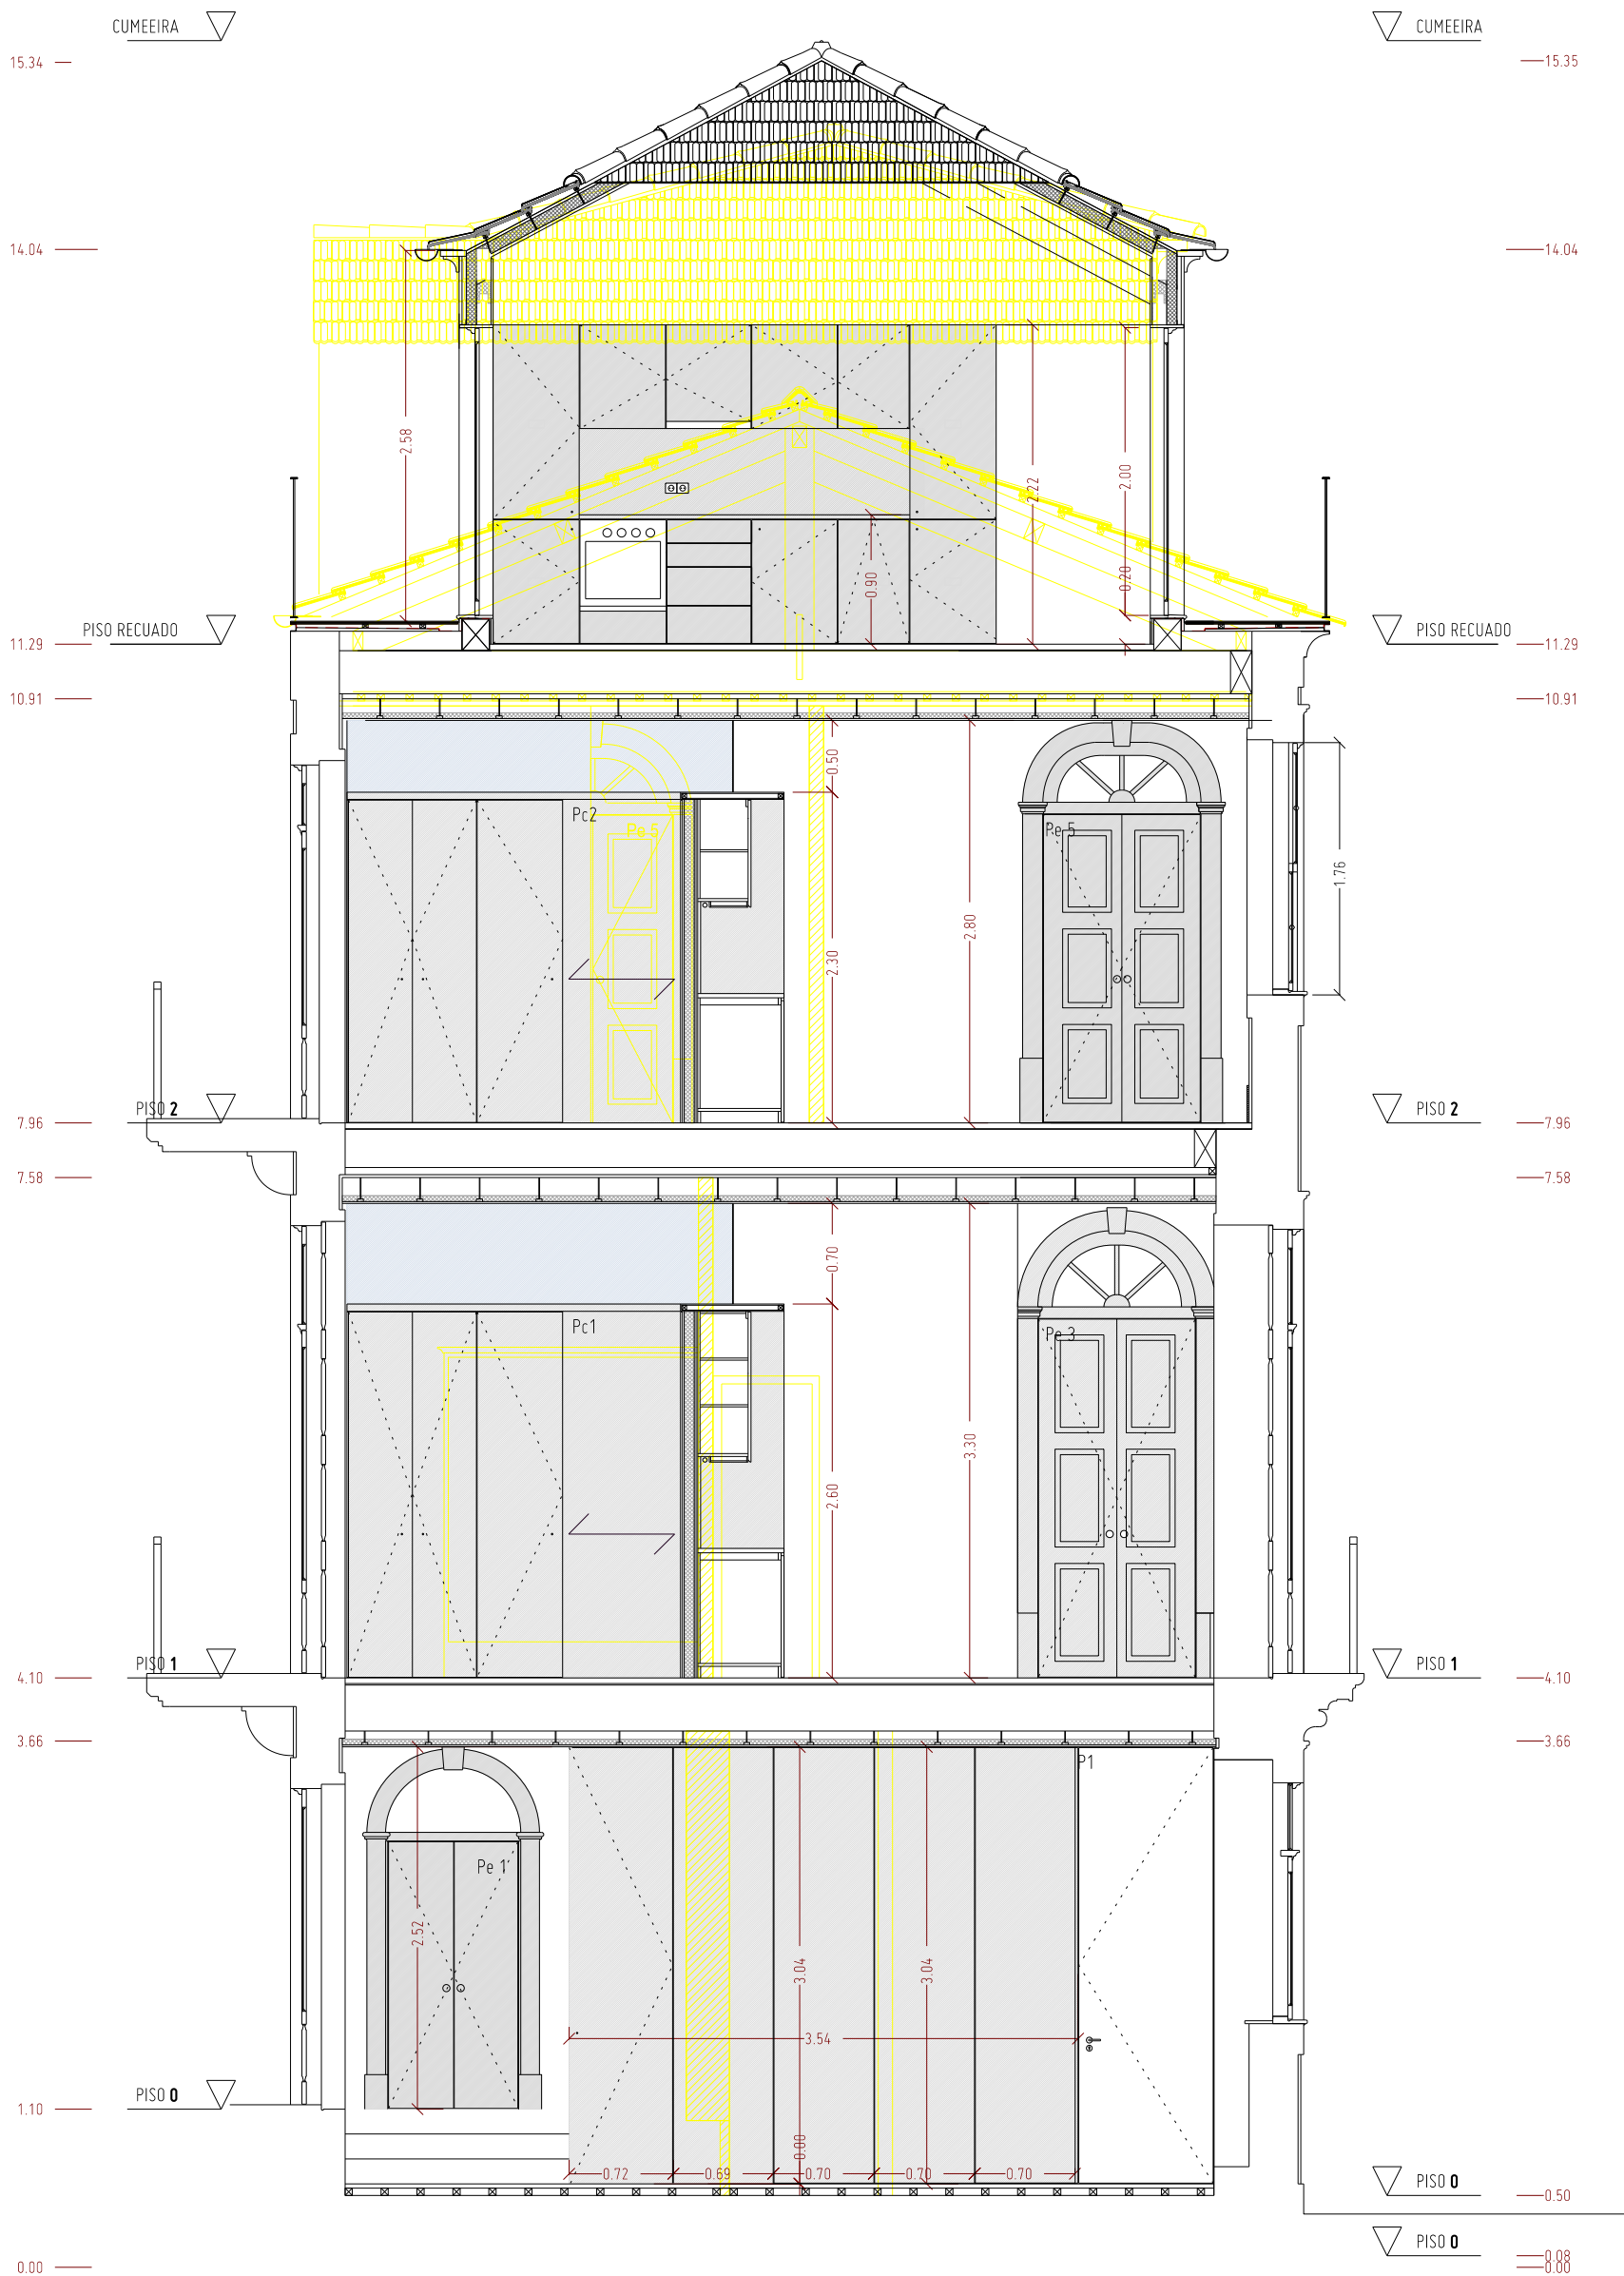 CUMEEIRA
CUMEEIRA
15.34
15.35
14.04
14.04
2.58
2.22
2.00
0.90
0.20
PISO RECUADO
PISO RECUADO
11.29
11.29
10.91
10.91
0.50
Pc2
Pe 5
Pe 5
1.76
2.80
2.30
PISO 2
PISO 2
7.96
7.96
7.58
7.58
0.70
Pc1
Pe 3
3.30
2.60
PISO 1
PISO 1
4.10
4.10
3.66
3.66
P1
Pe 1
2.52
3.04
3.04
3.54
PISO 0
1.10
0.00
0.72
0.69
0.70
0.70
0.70
PISO 0
0.50
PISO 0
0.08
0.00
0.00